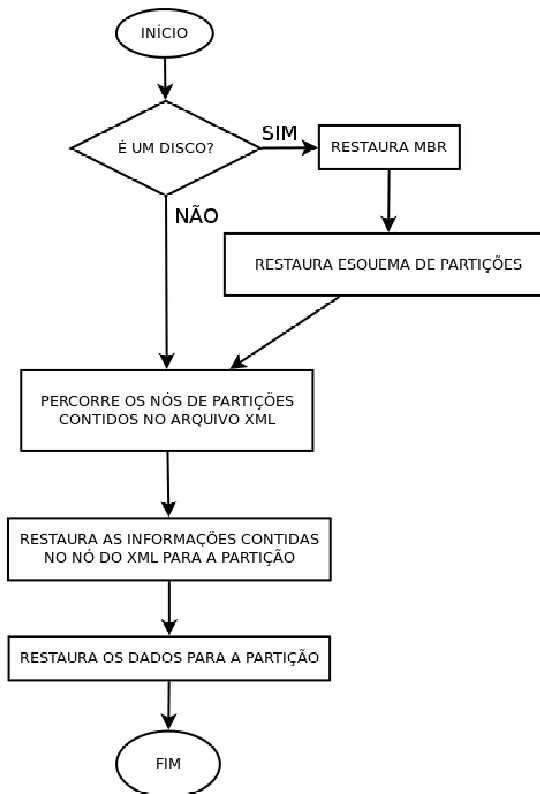 INÍCIO
É UM DISCO?
SIM
RESTAURA MBR
NÃO
RESTAURA ESQUEMA DE PARTIÇÕES
PERCORRE OS NÓS DE PARTIÇÕES
CONTIDOS NO ARQUIVO XML
RESTAURA AS INFORMAÇÕES CONTIDAS
NO NÓ DO XML PARA A PARTIÇÃO
RESTAURA OS DADOS PARA A PARTIÇÃO
FIM